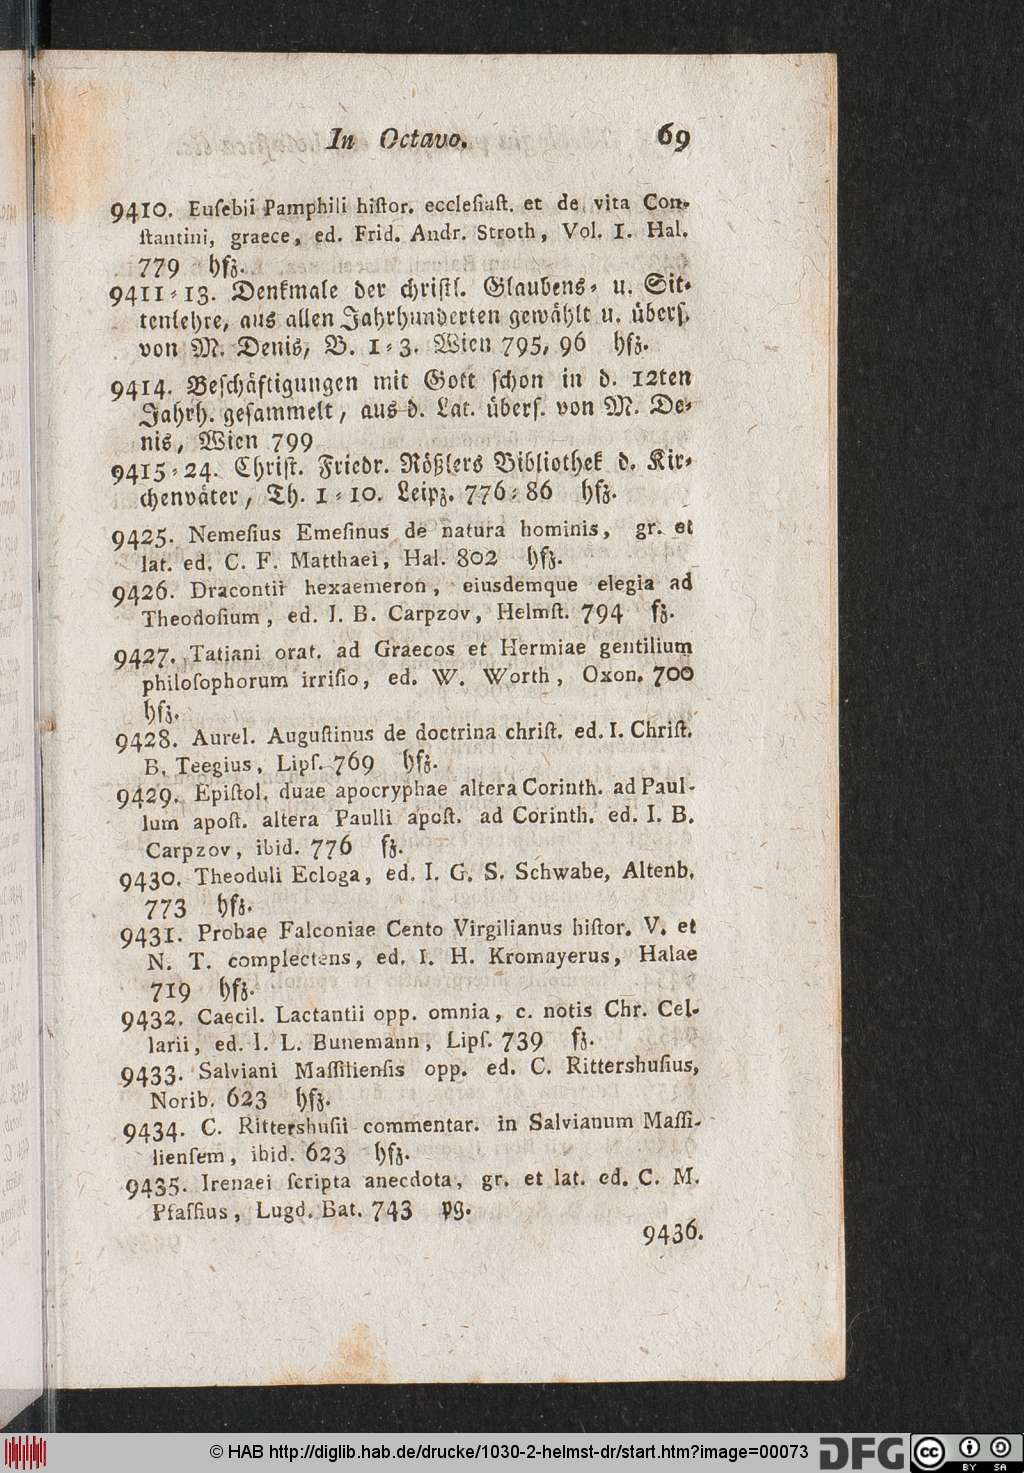 In Octavo. 69
9410. Euſebii Pamphili hiſtor. eccleſiaſt. et de vita Con-
ſtantini, graece, ed. Frid. Andr. Stroth, Vol. I. Hal.
779 hfz.
9411-13. Denkmale der chriſtl. Glaubens- u. Sit-
tenlehre, aus allen Jahrhunderten gewählt u. überſ.
von M. Denis, B. 1-3. Wien 795, 96 hfz.
9414. Beſchäftigungen mit Gott ſchon in d. 12ten
Jahrh. geſammelt, aus d. Lat. überſ. von M. De-
nis, Wien 799
9415-24. Chriſt. Friedr. Rößlers Bibliothek d. Kir-
chenväter, Th. 1-10. Leipz. 776-86 hfz.
9425. Nemeſius Emeſinus de natura hominis, gr. et
lat. ed. C. F. Matthaei, Hal. 802 hfz.
9426. Dracontii hexaemeron, eiusdemque elegia ad
Theodoſium, ed. J. B. Carpzov, Helmſt. 794 fz.
9427. Tatiani orat. ad Graecos et Hermiae gentilium
philoſophorum irriſio, ed. W. Worth, Oxon. 700
hfz.
9428. Aurel. Auguſtinus de doctrina chriſt. ed. I. Chriſt.
B. Teegius, Lipſ. 769 hfz.
9429. Epiſtol. duae apocryphae altera Corinth. ad Paul-
lum apoſt. altera Paulli apoſt. ad Corinth. ed. I. B.
Carpzov, ibid. 776 fz.
9430. Theoduli Ecloga, ed. I. G. S. Schwabe, Altenb.
773 hfz.
9431. Probae Falconiae Cento Virgilianus hiſtor. V. et
N. T. complectens, ed. I. H. Kromayerus, Halae
719 hfz.
9432. Caecil. Lactantii opp. omnia, c. notis Chr. Cel-
larii, ed. I. L. Bunemann, Lipſ. 739 fz.
9433. Salviani Maſſilienſis opp. ed. C. Rittershuſius,
Norib. 623 hfz.
9434. C. Rittershuſii commentar. in Salvianum Maſſi-
lienſem, ibid. 623 hfz.
9435. Irenaei ſcripta anecdota, gr. et lat. ed. C. M.
Pfaffius, Lugd. Bat. 743 pg.
9436.
© HAB http://diglib.hab.de/drucke/1030-2-helmst-dr/start.htm?image=00073 DFG cc BY SA